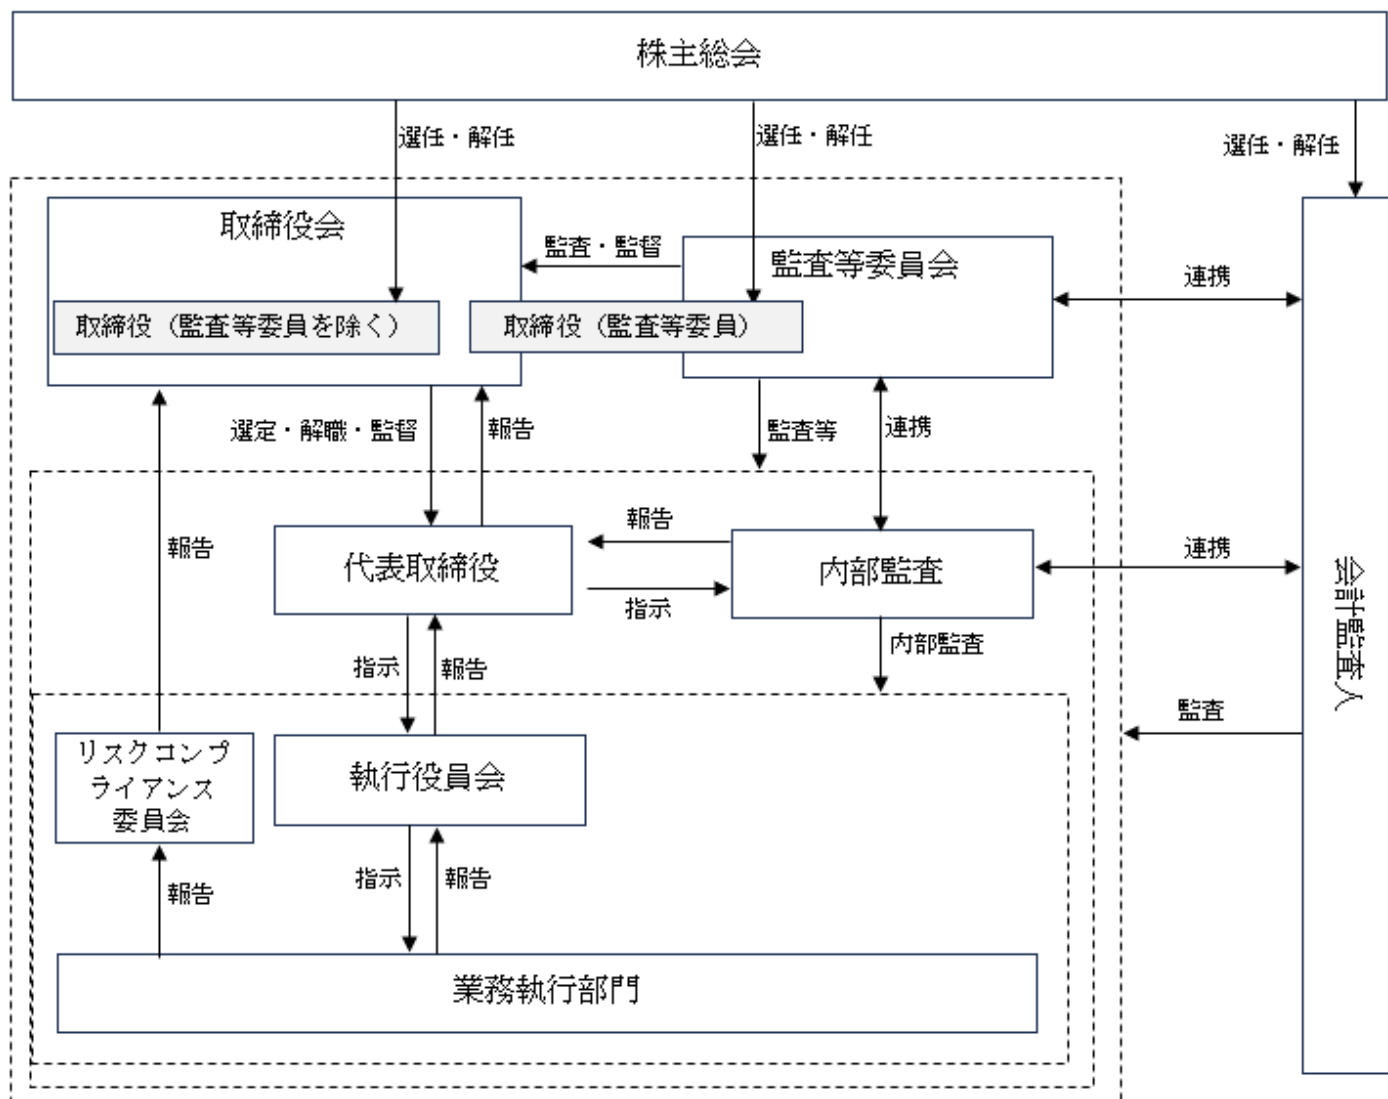 株主総会
選任・解任
選任・解任
選任・解任
取締役会
監査・監督
監査等委員会
連携
取締役（監査等委員を除く）
取締役（監査等委員）
選定・解職・監督
報告
監査等
連携
報告
代表取締役
報告
指示
内部監査
連携
会計監査人
指示
報告
内部監査
監査
リスクコンプ
ライアンス
委員会
執行役員会
報告
指示
報告
業務執行部門